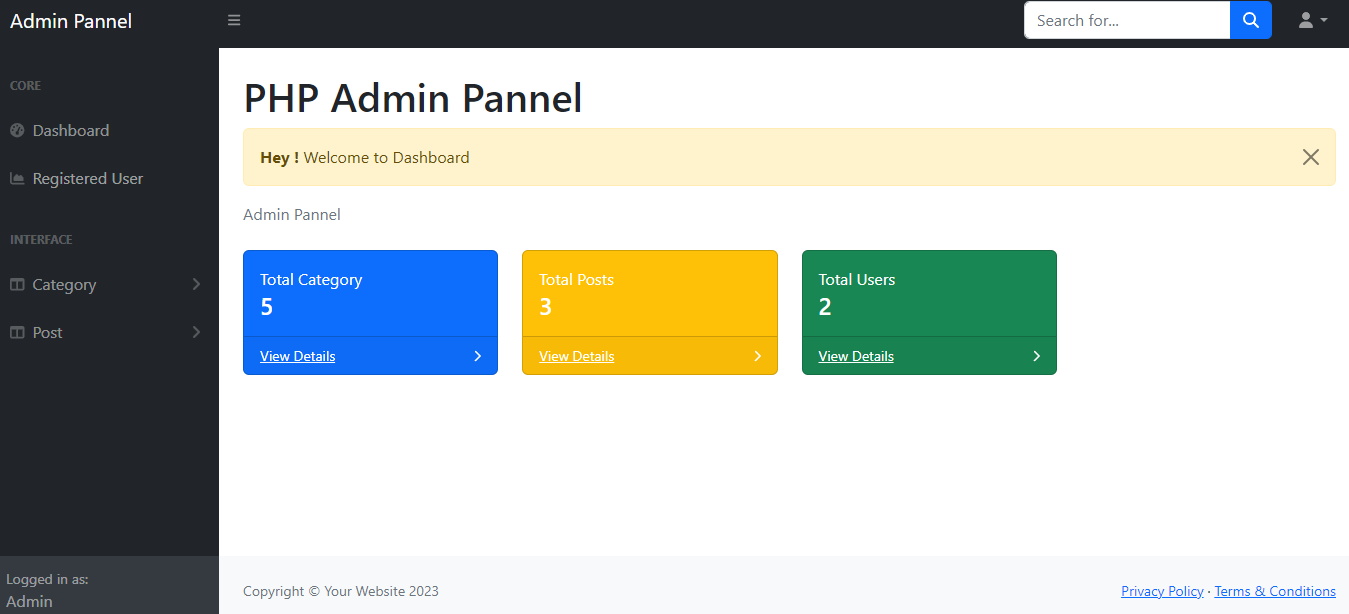 Admin Pannel
Search for...
CORE
Dashboard
Registered User
INTERFACE
Category
Post
Logged in as:
Admin
PHP Admin Pannel
Hey ! Welcome to Dashboard
Admin Pannel
Total Category
5
View Details
Total Posts
3
View Details
Total Users
2
View Details
Copyright © Your Website 2023
Privacy Policy · Terms & Conditions